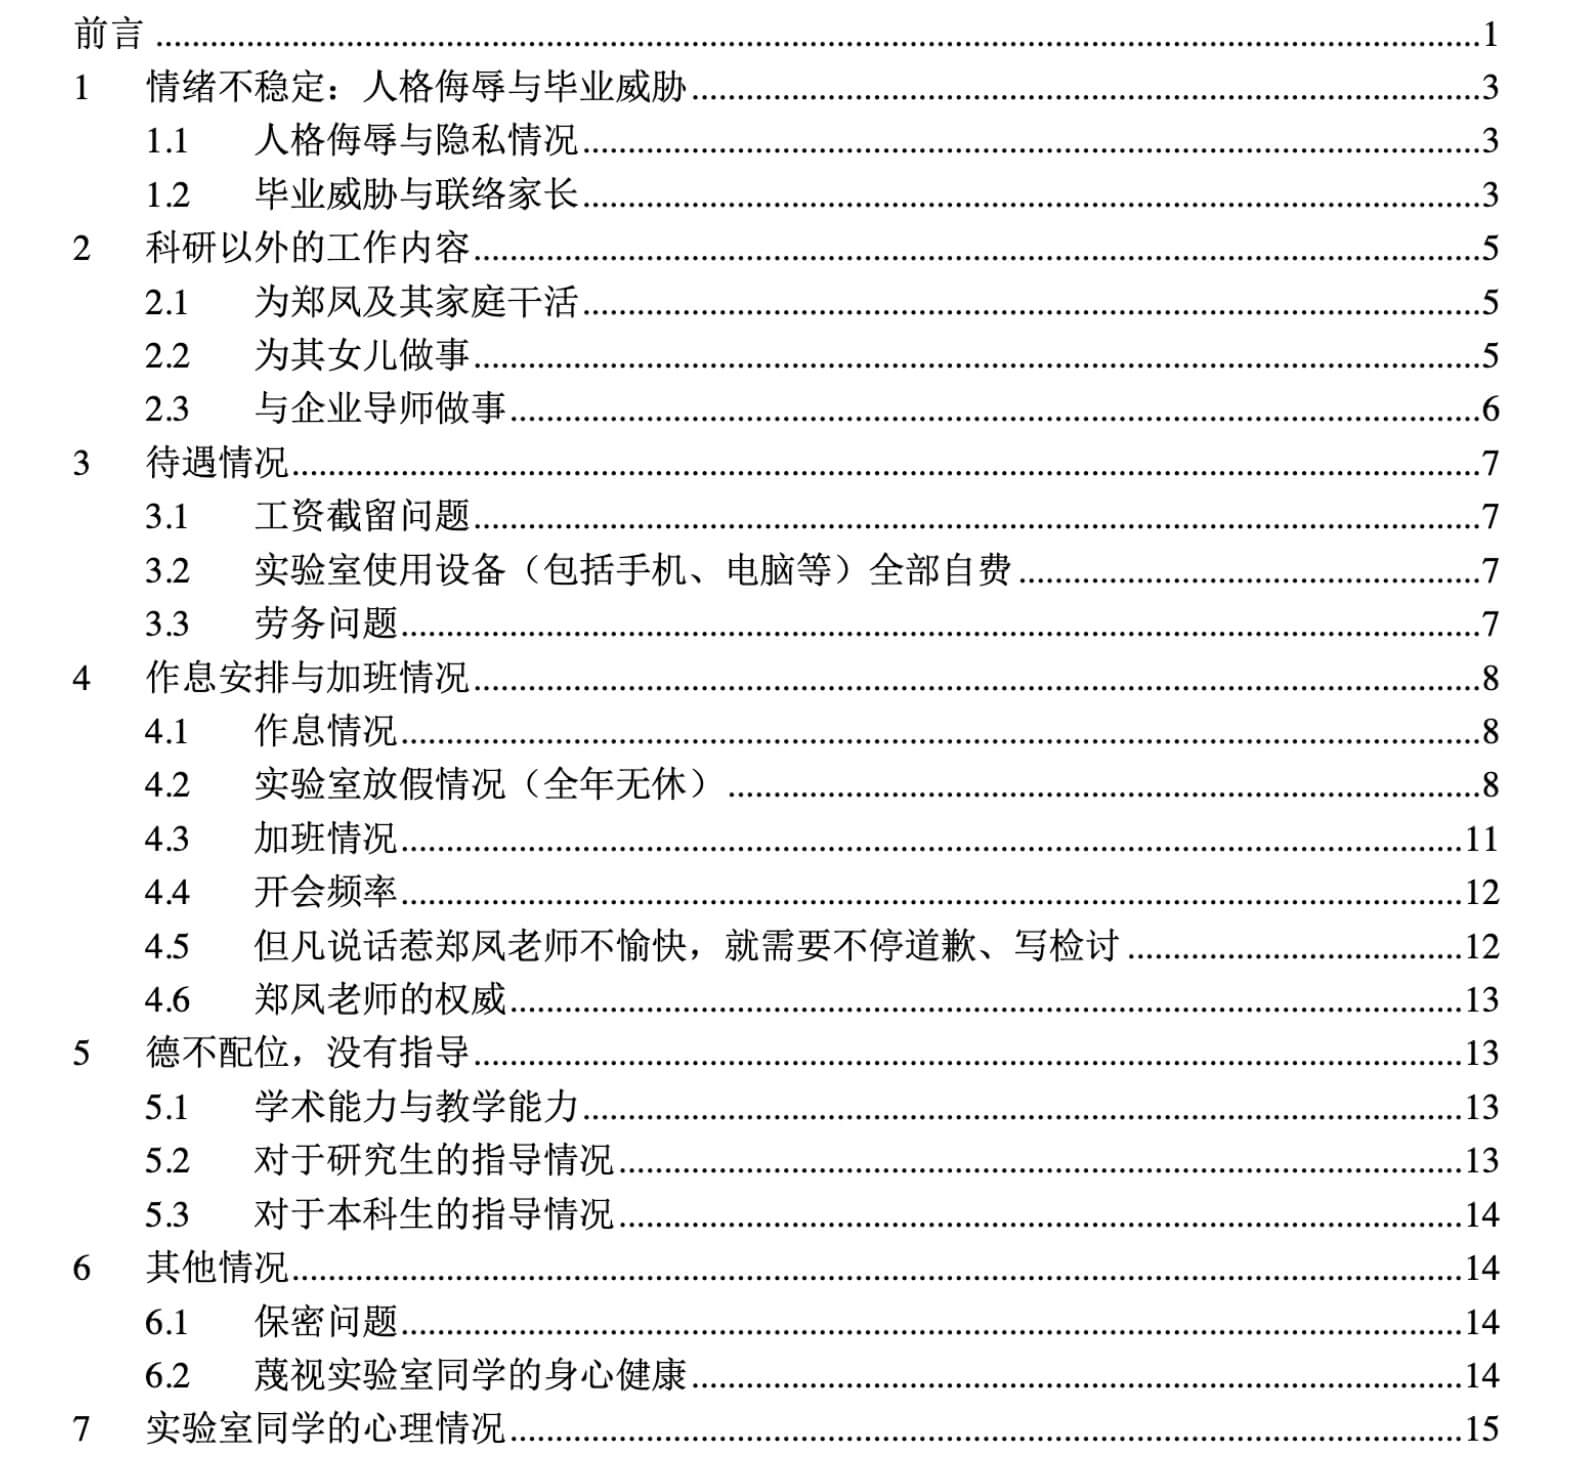 前言 1
1 情绪不稳定：人格侮辱与毕业威胁 3
1.1 人格侮辱与隐私情况 3
1.2 毕业威胁与联络家长 3
2 科研以外的工作内容 5
2.1 为郑凤及其家庭干活 5
2.2 为其女儿做事 5
2.3 与企业导师做事 6
3 待遇情况 7
3.1 工资截留问题 7
3.2 实验室使用设备（包括手机、电脑等）全部自费 7
3.3 劳务问题 7
4 作息安排与加班情况 8
4.1 作息情况 8
4.2 实验室放假情况（全年无休） 8
4.3 加班情况 11
4.4 开会频率 12
4.5 但凡说话惹郑凤老师不愉快，就需要不停道歉、写检讨 12
4.6 郑凤老师的权威 13
5 德不配位，没有指导 13
5.1 学术能力与教学能力 13
5.2 对于研究生的指导情况 13
5.3 对于本科生的指导情况 14
6 其他情况 14
6.1 保密问题 14
6.2 蔑视实验室同学的身心健康 14
7 实验室同学的心理情况 15